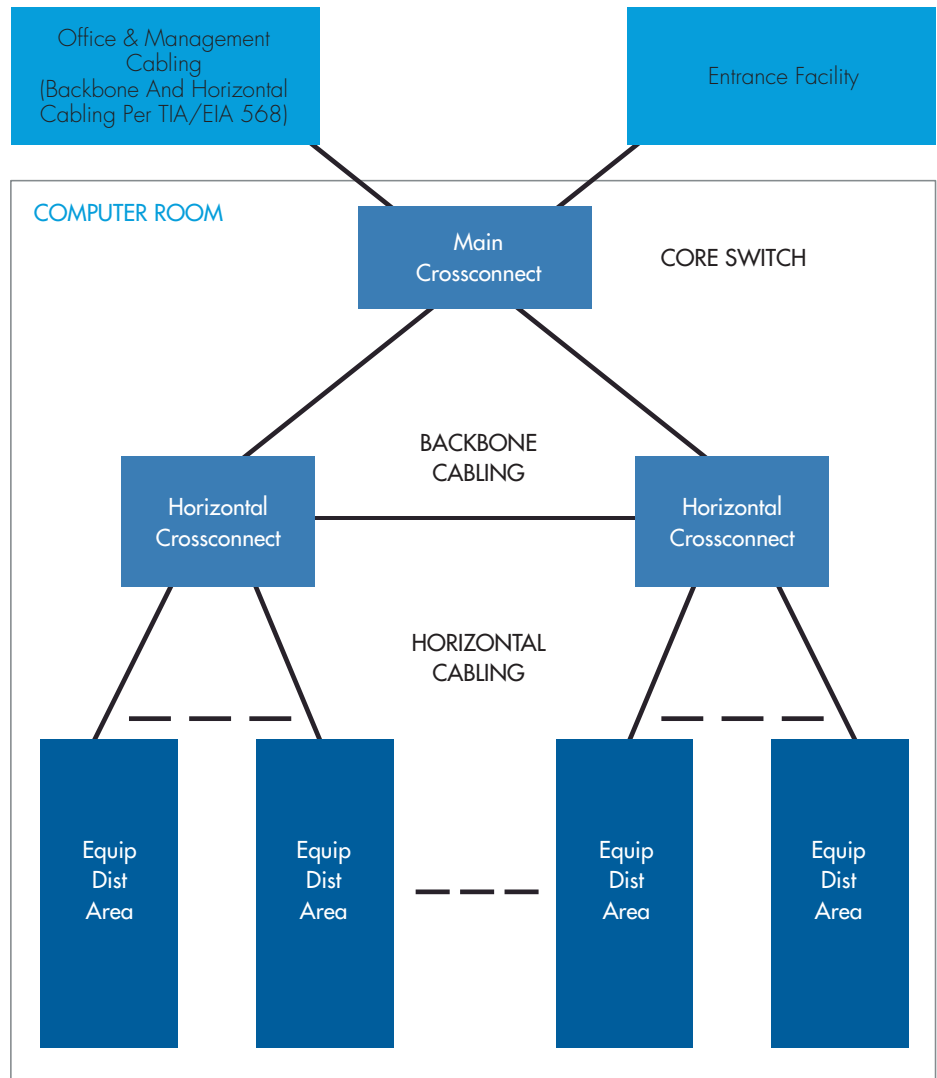 Office & Management
Cabling
(Backbone And Horizontal
Cabling Per TIA/EIA 568)
Entrance Facility
COMPUTER ROOM
Main
Crossconnect
CORE SWITCH
BACKBONE
CABLING
Horizontal
Crossconnect
Horizontal
Crossconnect
HORIZONTAL
CABLING
Equip
Dist
Area
Equip
Dist
Area
Equip
Dist
Area
Equip
Dist
Area